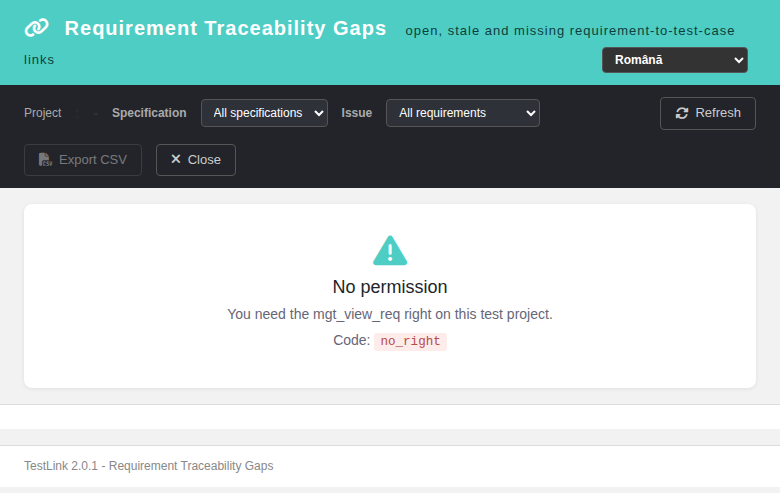 Requirement Traceability Gaps open, stale and missing requirement-to-test-case
links Română
Project - Specification All specifications Issue All requirements Refresh
Export CSV Close
No permission
You need the mgt_view_req right on this test project.
Code: no_right
TestLink 2.0.1 - Requirement Traceability Gaps